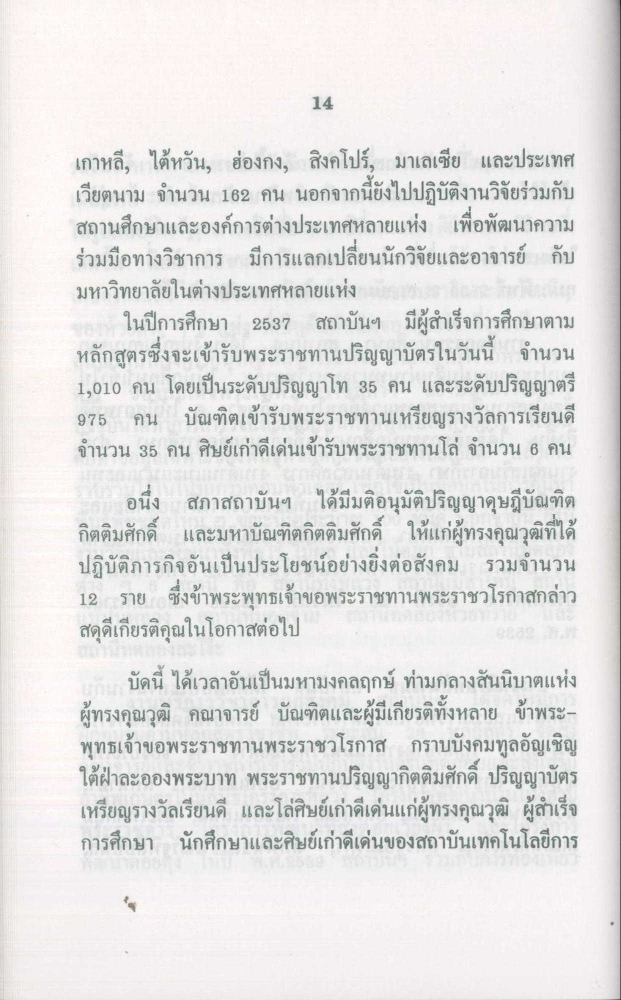 14
เกาหลี, ไต้หวัน, ฮ่องกง, สิงคโปร์, มาเลเซีย และประเทศ
เวียตนาม จำนวน 162 คน นอกจากนี้ยังไปปฏิบัติงานวิจัยร่วมกับ
สถานศึกษาและองค์การต่างประเทศหลายแห่ง เพื่อพัฒนาความ
ร่วมมือทางวิชาการ มีการแลกเปลี่ยนนักวิจัยและอาจารย์ กับ
มหาวิทยาลัยในต่างประเทศหลายแห่ง
ในปีการศึกษา 2537 สถาบันฯ มีผู้สำเร็จการศึกษาตาม
หลักสูตรซึ่งจะเข้ารับพระราชทานปริญญาบัตรในวันนี้ จำนวน
1,010 คน โดยเป็นระดับปริญญาโท 35 คน และระดับปริญญาตรี
975 คน บัณฑิตเข้ารับพระราชทานเหรียญรางวัลการเรียนดี
จำนวน 35 คน ศิษย์เก่าดีเด่นเข้ารับพระราชทานโล่ จำนวน 6 คน
อนึ่ง สภาสถาบันฯ ได้มีมติอนุมัติปริญญาดุษฎีบัณฑิต
กิตติมศักดิ์ และมหาบัณฑิตกิตติมศักดิ์ ให้แก่ผู้ทรงคุณวุฒิที่ได้
ปฏิบัติภารกิจอันเป็นประโยชน์อย่างยิ่งต่อสังคม รวมจำนวน
12 ราย ซึ่งข้าพระพุทธเจ้าขอพระราชทานพระราชวโรกาสกล่าว
สดุดีเกียรติคุณในโอกาสต่อไป
บัดนี้ ได้เวลาอันเป็นมหามงคลฤกษ์ ท่ามกลางสันนิบาตแห่ง
ผู้ทรงคุณวุฒิ คณาจารย์ บัณฑิตและผู้มีเกียรติทั้งหลาย ข้าพระ-
พุทธเจ้าขอพระราชทานพระราชวโรกาส กราบบังคมทูลอัญเชิญ
ใต้ฝ่าละอองพระบาท พระราชทานปริญญากิตติมศักดิ์ ปริญญาบัตร
เหรียญรางวัลเรียนดี และโล่ศิษย์เก่าดีเด่นแก่ผู้ทรงคุณวุฒิ ผู้สำเร็จ
การศึกษา นักศึกษาและศิษย์เก่าดีเด่นของสถาบันเทคโนโลยีการ